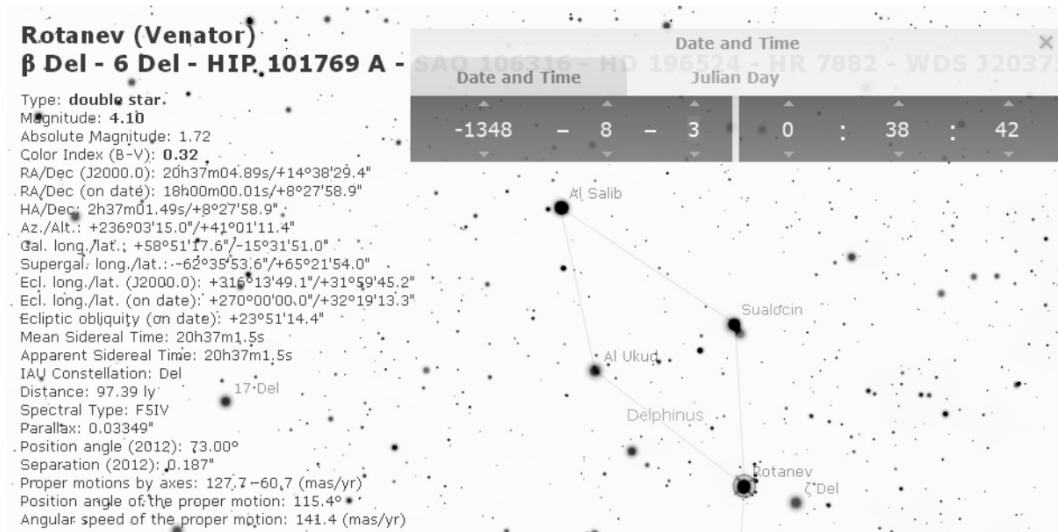 Rotanev (Venator)
β Del - 6 Del - HIP 101769 A - SAO 106316 - HD 196524 - HR 7882 - WDS J2037
Date and Time
Date and Time Julian Day
-1348 – 8 – 3 0 : 38 : 42
Type: double star
Magnitude: 4.10
Absolute Magnitude: 1.72
Color Index (B-V): 0.32
RA/Dec (J2000.0): 20h37m04.89s/+14°38'29.4"
RA/Dec (on date): 18h00m00.01s/+8°27'58.9"
HA/Dec: 2h37m01.49s/+8°27'58.9"
Az./Alt.: +236°03'15.0"/+41°01'11.4"
Gal. long./lat.: +58°51'17.6"/-15°31'51.0"
Supergal. long./lat.: -62°35'53.6"/+65°21'54.0"
Ecl. long./lat. (J2000.0): +316°13'49.1"/+31°59'45.2"
Ecl. long./lat. (on date): +270°00'00.0"/+32°19'13.3"
Ecliptic obliquity (on date): +23°51'14.4"
Mean Sidereal Time: 20h37m1.5s
Apparent Sidereal Time: 20h37m1.5s
IAU Constellation: Del
Distance: 97.39 ly
Spectral Type: F5IV
Parallax: 0.03349"
Position angle (2012): 73.00°
Separation (2012): 0.187"
Proper motions by axes: 127.7 -60.7 (mas/yr)
Position angle of the proper motion: 115.4°
Angular speed of the proper motion: 141.4 (mas/yr)
Al Salib
Sualocin
Al Ukud
17 Del
Delphinus
Rotanev
ζ Del